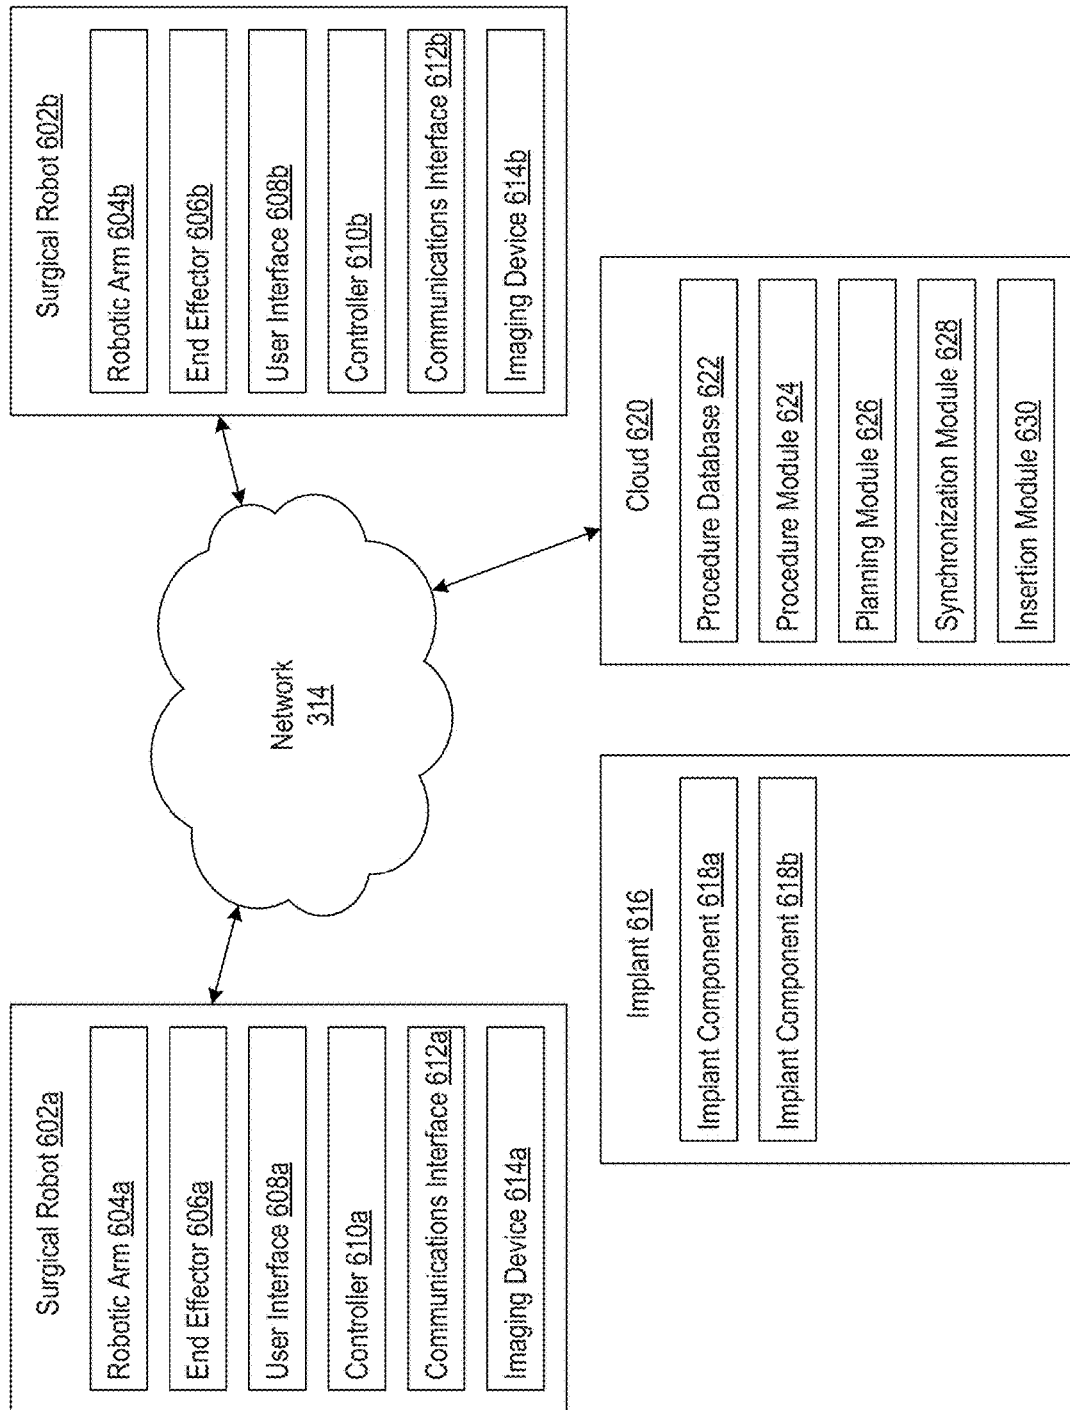 Surgical Robot 602a
Robotic Arm 604a
End Effector 606a
User Interface 608a
Controller 610a
Communications Interface 612a
Imaging Device 614a
Network
314
Surgical Robot 602b
Robotic Arm 604b
End Effector 606b
User Interface 608b
Controller 610b
Communications Interface 612b
Imaging Device 614b
Implant 616
Implant Component 618a
Implant Component 618b
Cloud 620
Procedure Database 622
Procedure Module 624
Planning Module 626
Synchronization Module 628
Insertion Module 630